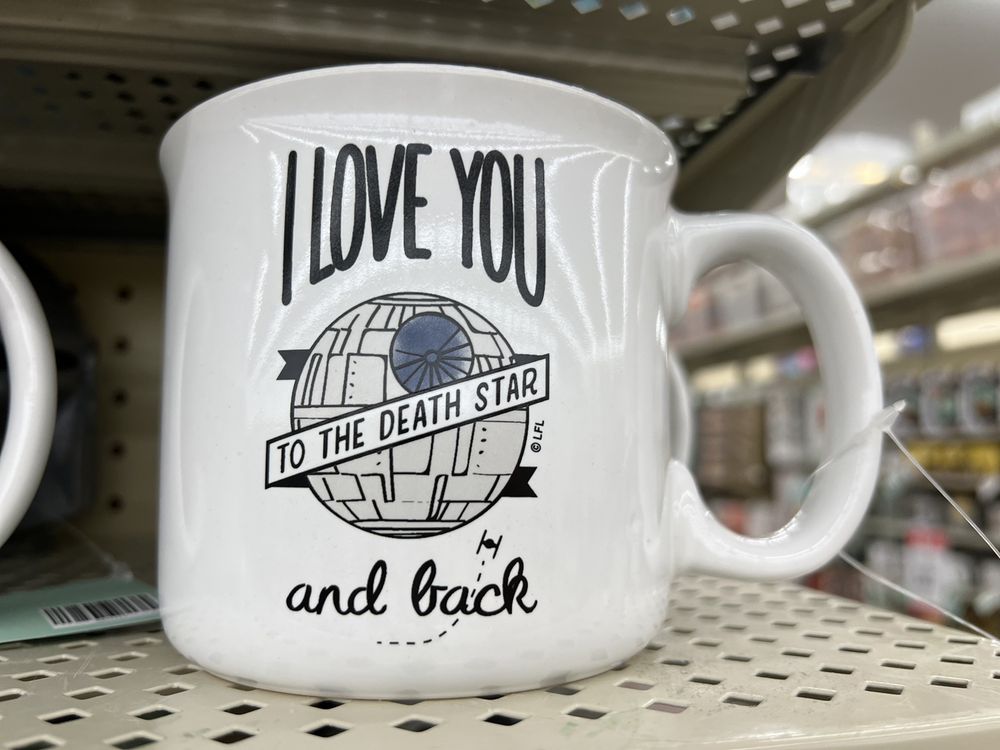 I LOVE YOU
TO THE DEATH STAR
©LFL
and back